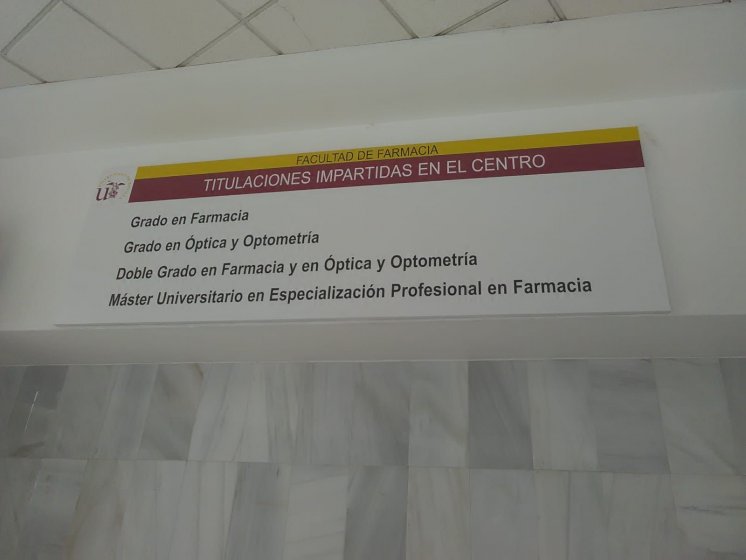 FACULTAD DE FARMACIA
TITULACIONES IMPARTIDAS EN EL CENTRO
Grado en Farmacia
Grado en Óptica y Optometría
Doble Grado en Farmacia y en Óptica y Optometría
Máster Universitario en Especialización Profesional en Farmacia